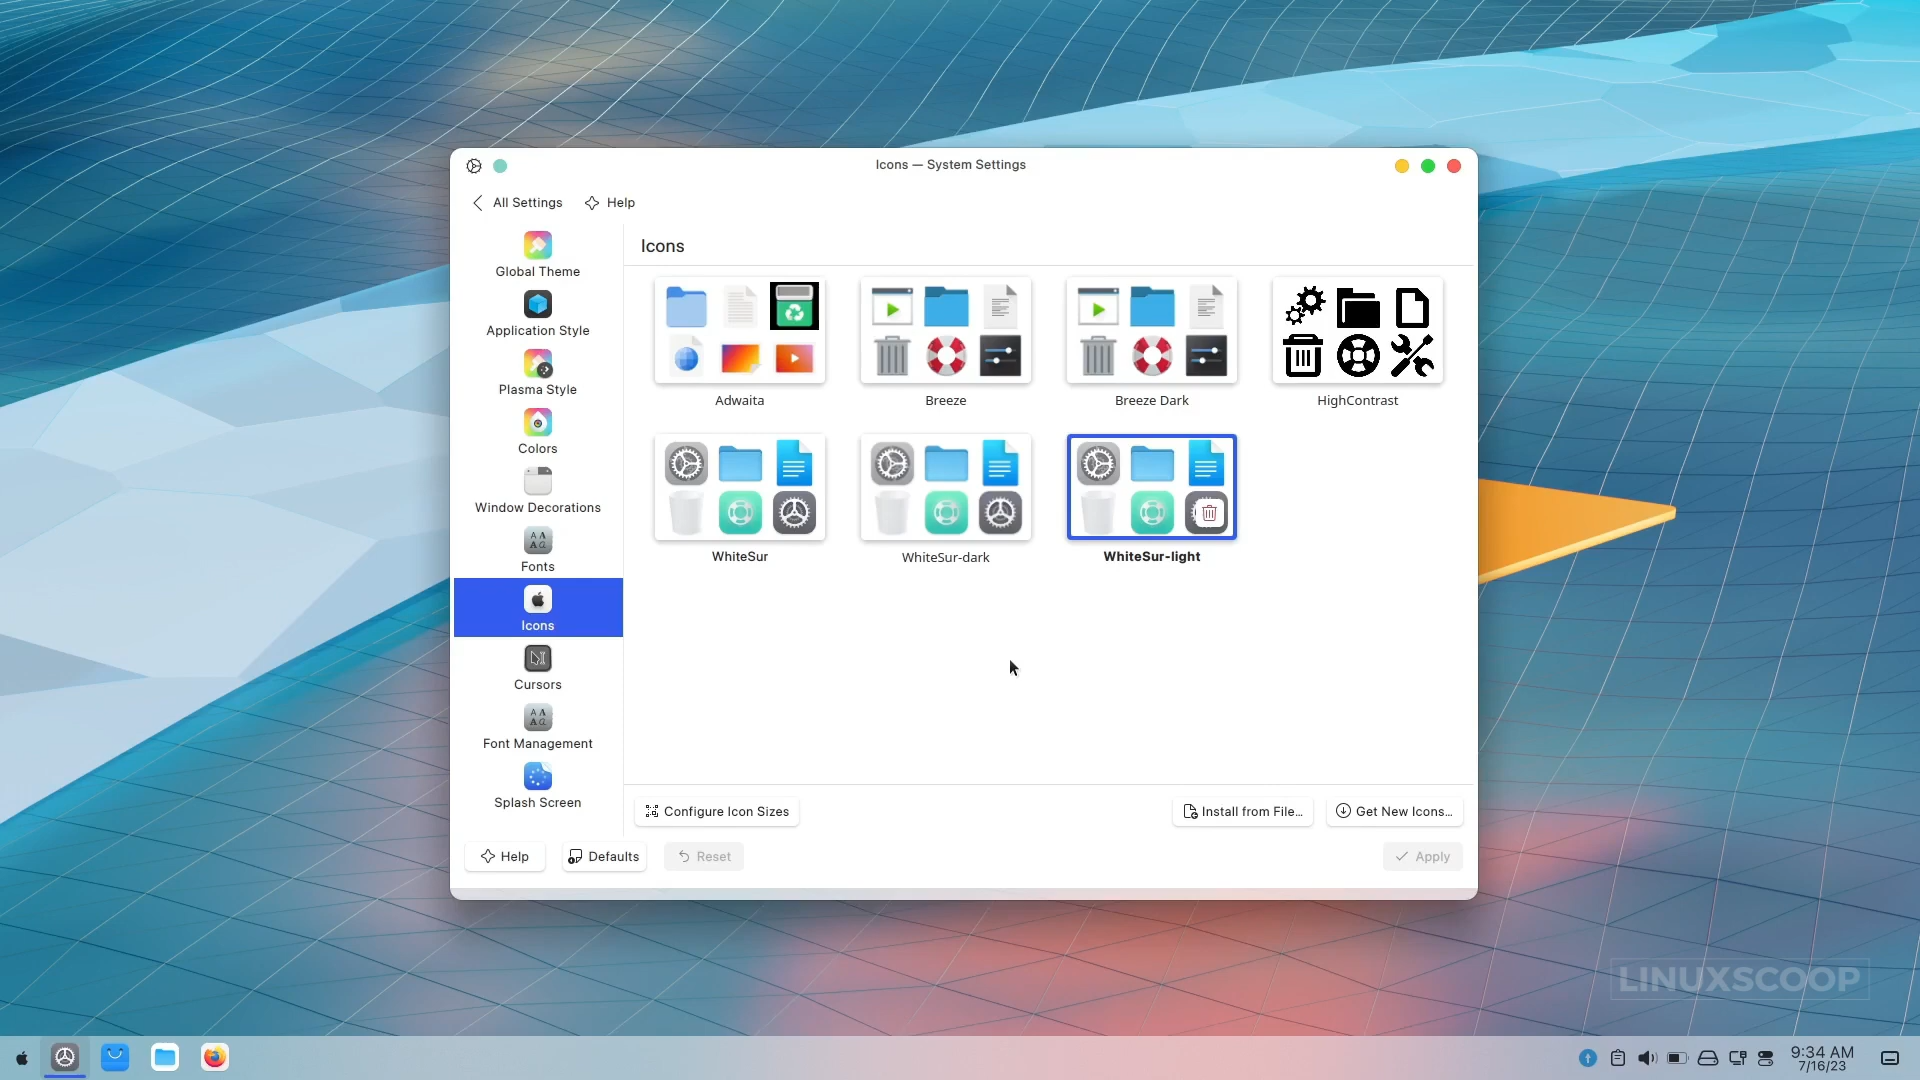 Icons — System Settings
All Settings
Help
Global Theme
Application Style
Plasma Style
Colors
Window Decorations
Fonts
Icons
Cursors
Font Management
Splash Screen
Icons
Adwaita
Breeze
Breeze Dark
HighContrast
WhiteSur
WhiteSur-dark
WhiteSur-light
Configure Icon Sizes
Install from File...
Get New Icons...
Help
Defaults
Reset
Apply
LINUXSCOOP
9:34 AM
7/16/23